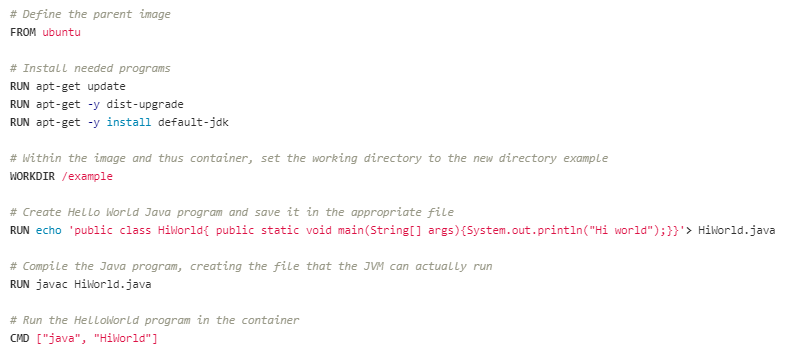 # Define the parent image
FROM ubuntu
# Install needed programs
RUN apt-get update
RUN apt-get -y dist-upgrade
RUN apt-get -y install default-jdk
# Within the image and thus container, set the working directory to the new directory example
WORKDIR /example
# Create Hello World Java program and save it in the appropriate file
RUN echo 'public class HiWorld{ public static void main(String[] args){System.out.println("Hi world");}}'> HiWorld.java
# Compile the Java program, creating the file that the JVM can actually run
RUN javac HiWorld.java
# Run the HelloWorld program in the container
CMD ["java", "HiWorld"]